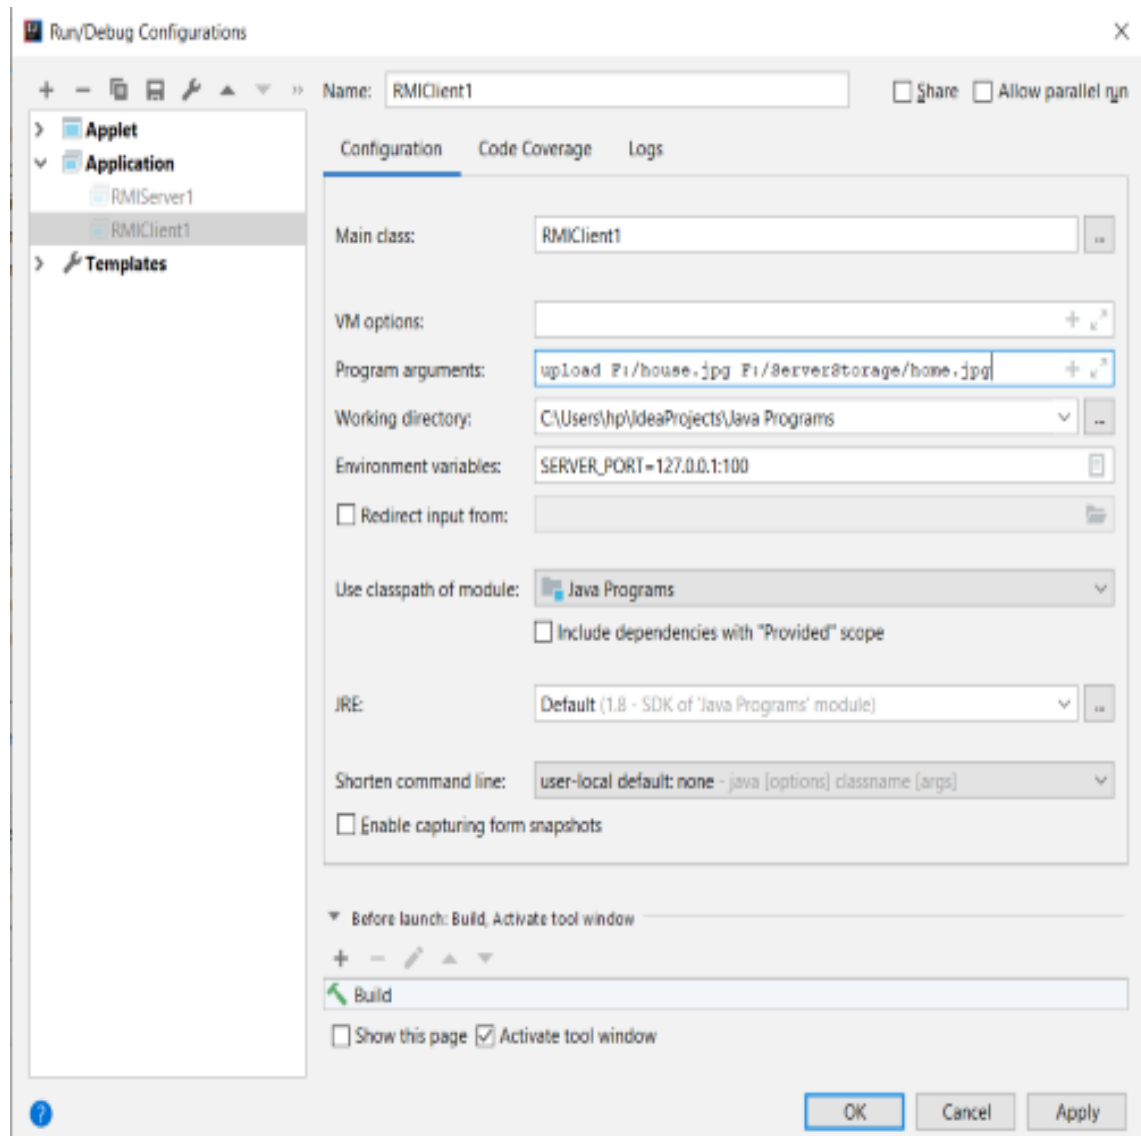 Run/Debug Configurations
Name: RMIClient1 Share Allow parallel run
Applet
Application
RMIServer1
RMIClient1
Templates
Configuration Code Coverage Logs
Main class: RMIClient1 ...
VM options:
Program arguments: upload F:/house.jpg F:/ServerStorage/home.jpg
Working directory: C:\Users\hp\IdeaProjects\Java Programs ...
Environment variables: SERVER_PORT=127.0.0.1:100
Redirect input from:
Use classpath of module: Java Programs
Include dependencies with "Provided" scope
JRE: Default (1.8 - SDK of 'Java Programs' module) ...
Shorten command line: user-local default: none - java [options] classname [args]
Enable capturing form snapshots
Before launch: Build, Activate tool window
Build
Show this page Activate tool window
? OK Cancel Apply